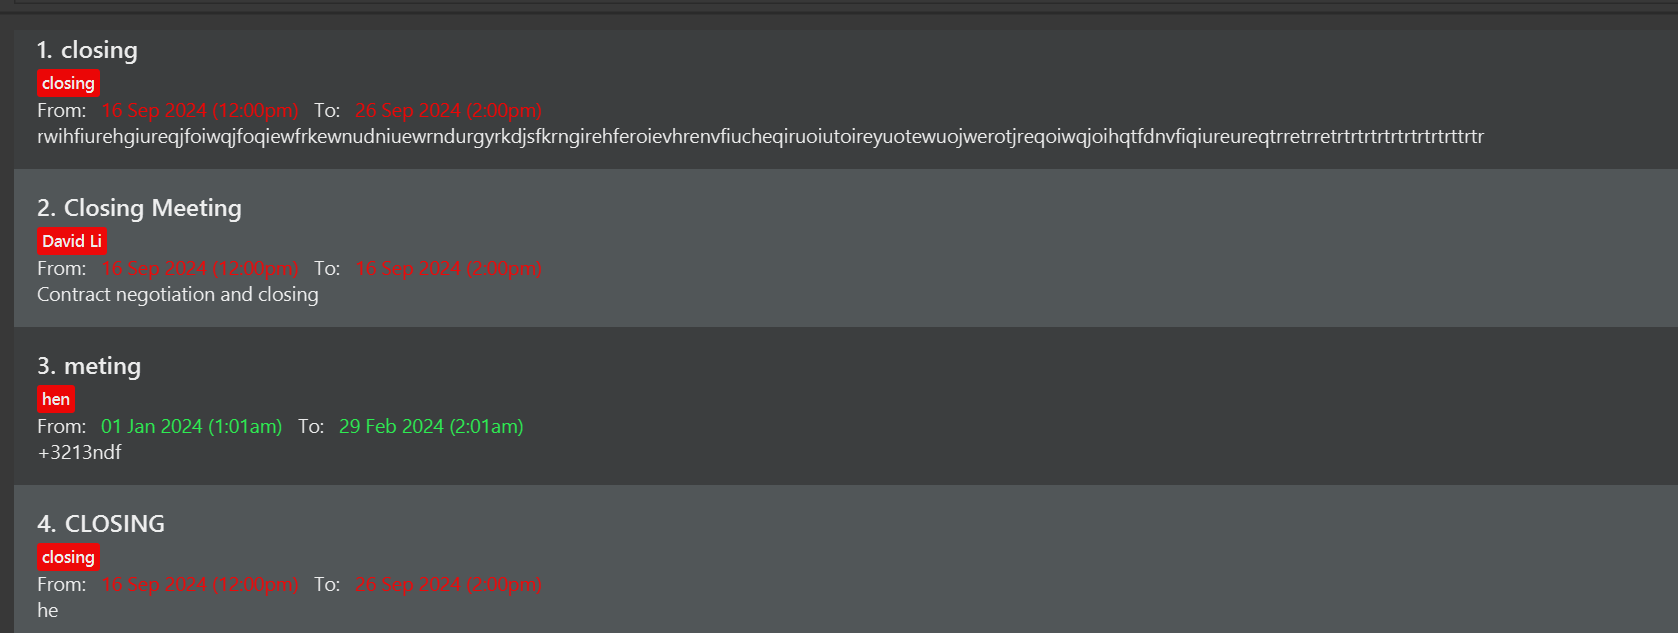 1. closing
closing
From: 16 Sep 2024 (12:00pm) To: 26 Sep 2024 (2:00pm)
rwihfiurehgiureqjfoiwqjfoqiewfrkewnudniuewrndurgyrkdjsfkrngirehferoievhrenvfiucheqiruoiutoireyuotewuojwerotjreqoiwqjoihqtfdnvfiqiureureqtrretrretrtrtrtrtrtrtrtrtrttrtr
2. Closing Meeting
David Li
From: 16 Sep 2024 (12:00pm) To: 16 Sep 2024 (2:00pm)
Contract negotiation and closing
3. meting
hen
From: 01 Jan 2024 (1:01am) To: 29 Feb 2024 (2:01am)
+3213ndf
4. CLOSING
closing
From: 16 Sep 2024 (12:00pm) To: 26 Sep 2024 (2:00pm)
he